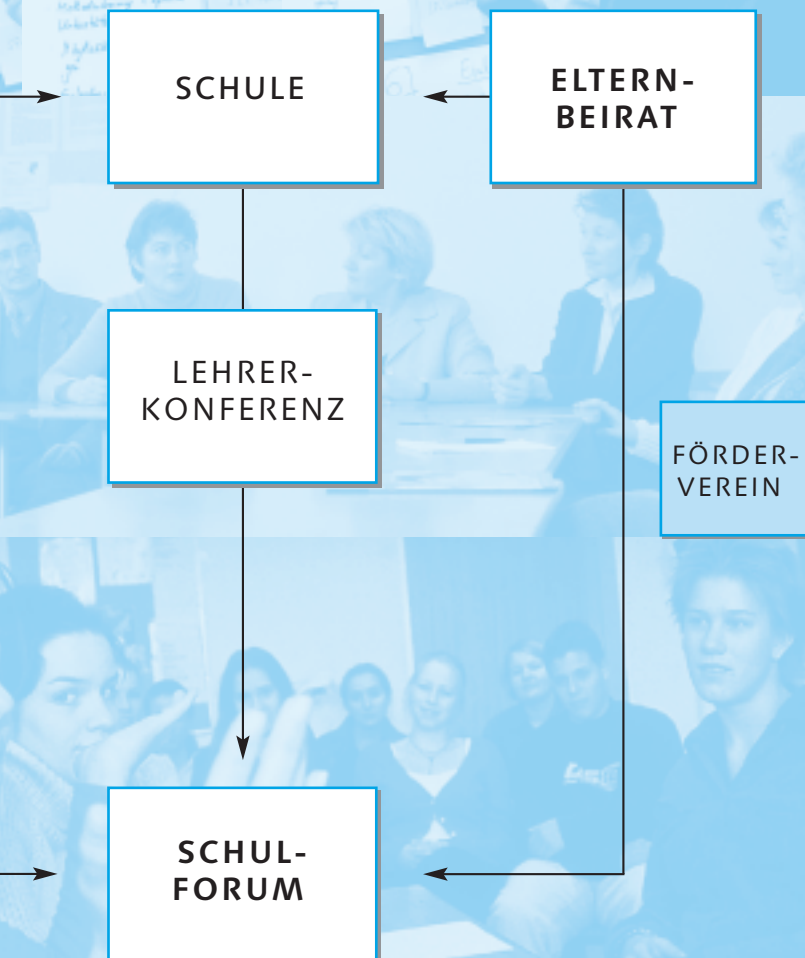 SCHULE
ELTERN-
BEIRAT
LEHRER-
KONFERENZ
FÖRDER-
VEREIN
SCHUL-
FORUM